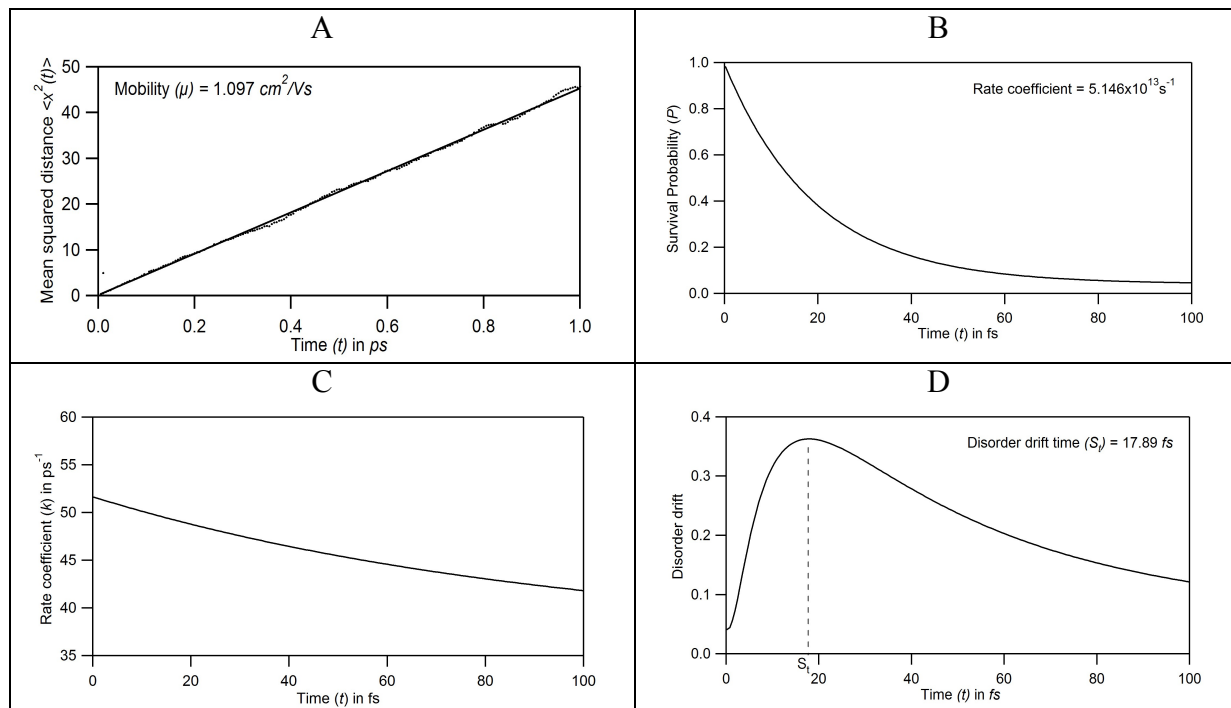 A
Mean squared distance <x²(t)>
50
40
30
20
10
0
Mobility (μ) = 1.097 cm²/Vs
0.0 0.2 0.4 0.6 0.8 1.0
Time (t) in ps
B
Survival Probability (P)
1.0
0.8
0.6
0.4
0.2
0.0
Rate coefficient = 5.146x10¹³s⁻¹
0 20 40 60 80 100
Time (t) in fs
C
Rate coefficient (k) in ps⁻¹
60
55
50
45
40
35
0 20 40 60 80 100
Time (t) in fs
D
Disorder drift
0.4
0.3
0.2
0.1
0.0
Disorder drift time (Sₜ) = 17.89 fs
0 Sₜ 20 40 60 80 100
Time (t) in fs